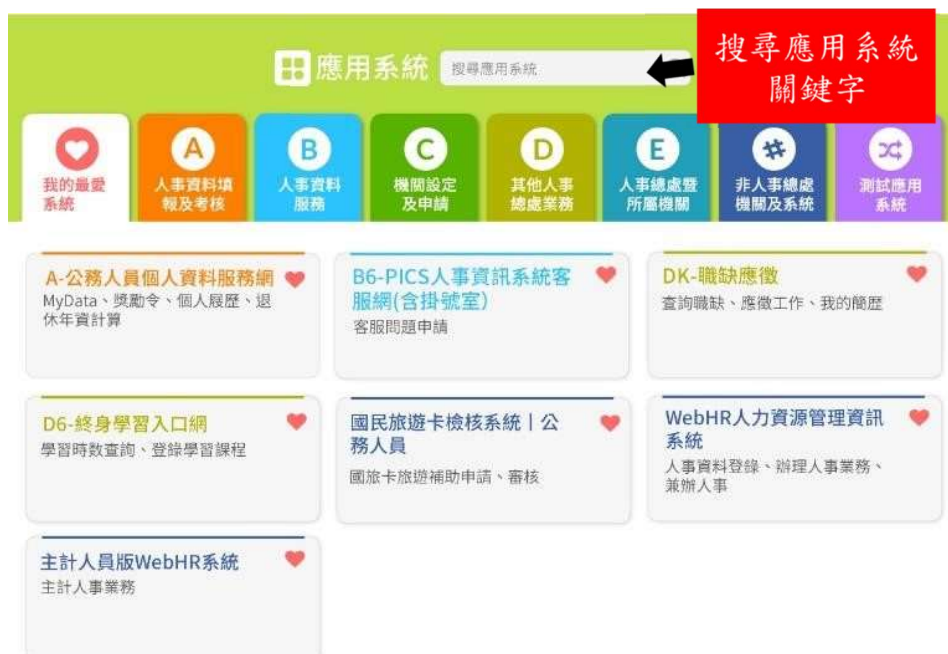 應用系統
搜尋應用系統
搜尋應用系統
關鍵字
我的最愛
系統
A
人事資料填
報及考核
B
人事資料
服務
C
機關設定
及申請
D
其他人事
總處業務
E
人事總處暨
所屬機關
#
非人事總處
機關及系統
測試應用
系統
A-公務人員個人資料服務網
MyData、獎勵令、個人履歷、退
休年資計算
B6-PICS人事資訊系統客
服網(含掛號室)
客服問題申請
DK-職缺應徵
查詢職缺、應徵工作、我的簡歷
D6-終身學習入口網
學習時數查詢、登錄學習課程
國民旅遊卡檢核系統|公
務人員
國旅卡旅遊補助申請、審核
WebHR人力資源管理資訊
系統
人事資料登錄、辦理人事業務、
兼辦人事
主計人員版WebHR系統
主計人事業務